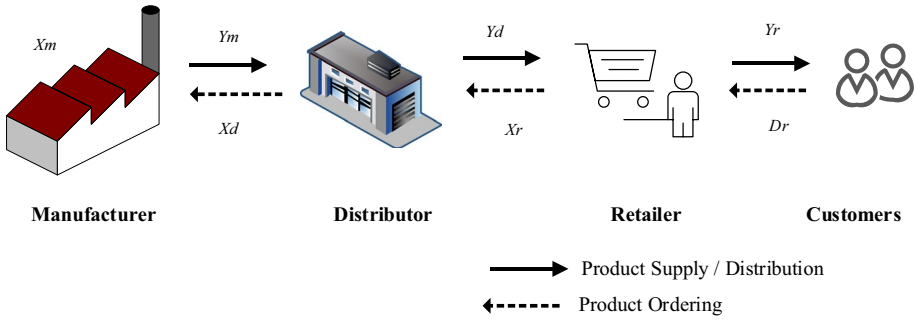 Xm
Ym
Yd
Yr
Xd
Xr
Dr
Manufacturer
Distributor
Retailer
Customers
Product Supply / Distribution
Product Ordering